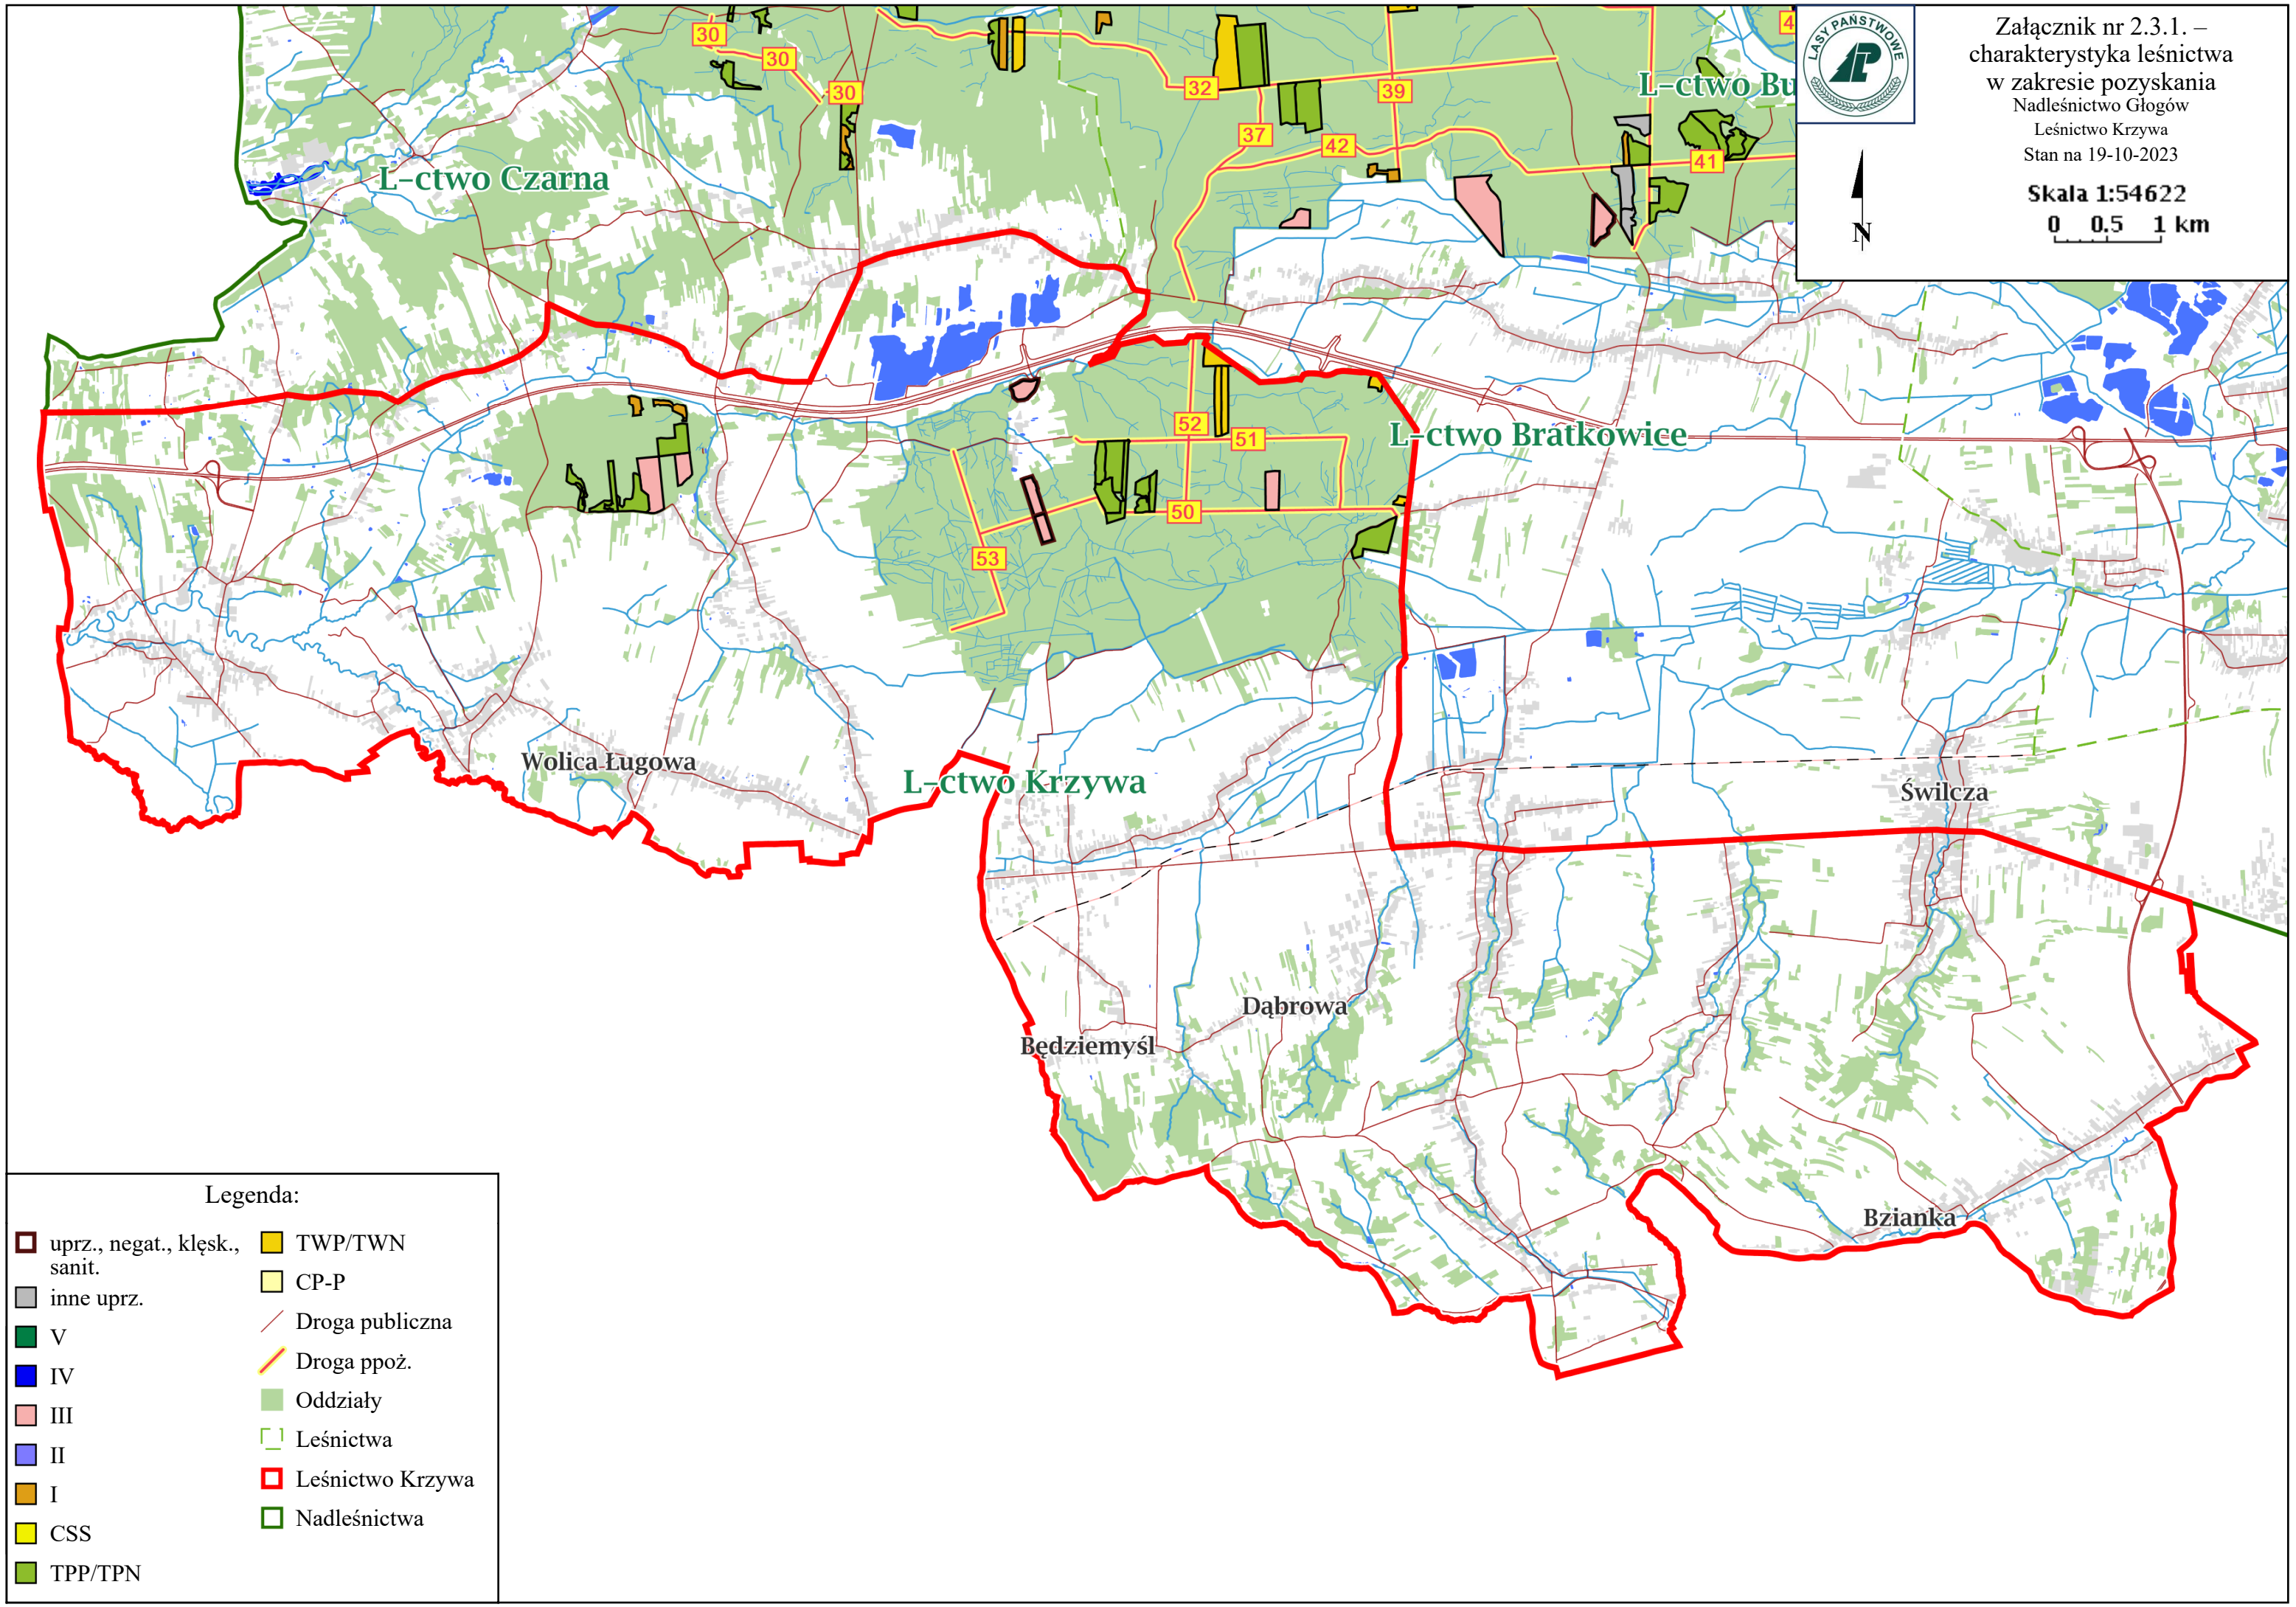 30
30
30
32
37
39
42
41
4
L-ctwo Bu
L-ctwo Czarna
LASY PAŃSTWOWE
Załącznik nr 2.3.1. –
charakterystyka leśnictwa
w zakresie pozyskania
Nadleśnictwo Głogów
Leśnictwo Krzywa
Stan na 19-10-2023
Skala 1:54622
0 0.5 1 km
N
52
51
L-ctwo Bratkowice
50
53
Wolica Ługowa
L-ctwo Krzywa
Świlcza
Dąbrowa
Będziemyśl
Bzianka
Legenda:
uprz., negat., klęsk.,
sanit.
inne uprz.
V
IV
III
II
I
CSS
TPP/TPN
TWP/TWN
CP-P
Droga publiczna
Droga ppoż.
Oddziały
Leśnictwa
Leśnictwo Krzywa
Nadleśnictwa